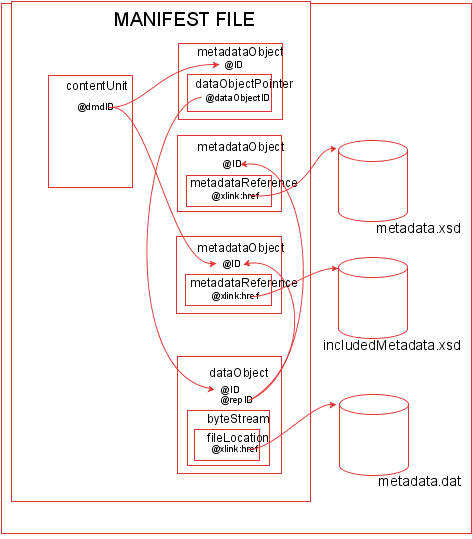 MANIFEST FILE
metadataObject
@ID
contentUnit
dataObjectPointer
@dmdID
@dataObjectID
metadataObject
@ID
metadataReference
@xlink:href
metadata.xsd
metadataObject
@ID
metadataReference
@xlink:href
includedMetadata.xsd
dataObject
@ID
@repID
byteStream
fileLocation
@xlink:href
metadata.dat